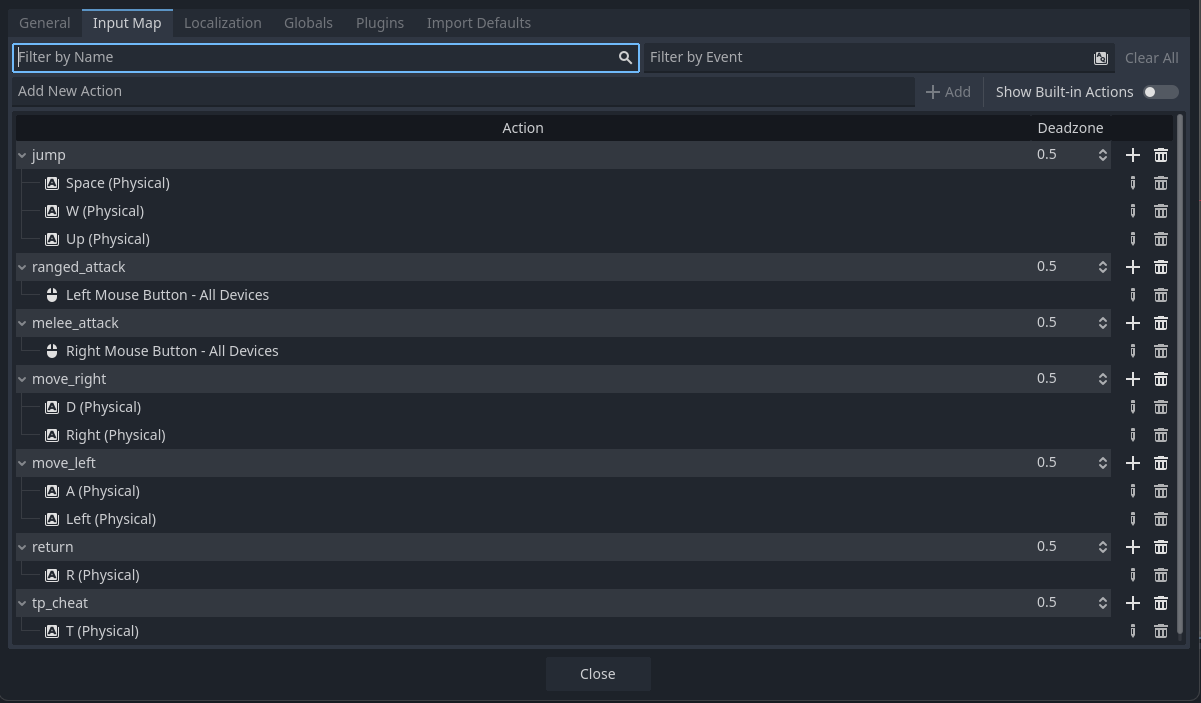 General Input Map Localization Globals Plugins Import Defaults
Filter by Name Filter by Event Clear All
Add New Action Add Show Built-in Actions
Action Deadzone
jump 0.5
Space (Physical)
W (Physical)
Up (Physical)
ranged_attack 0.5
Left Mouse Button - All Devices
melee_attack 0.5
Right Mouse Button - All Devices
move_right 0.5
D (Physical)
Right (Physical)
move_left 0.5
A (Physical)
Left (Physical)
return 0.5
R (Physical)
tp_cheat 0.5
T (Physical)
Close